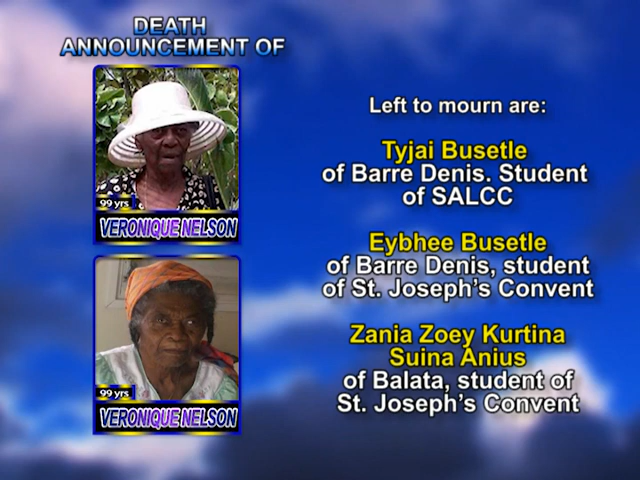 DEATH
ANNOUNCEMENT OF
99 yrs
VERONIQUE NELSON
99 yrs
VERONIQUE NELSON
Left to mourn are:
Tyjai Busetle
of Barre Denis. Student
of SALCC
Eybhee Busetle
of Barre Denis, student
of St. Joseph's Convent
Zania Zoey Kurtina
Suina Anius
of Balata, student of
St. Joseph's Convent